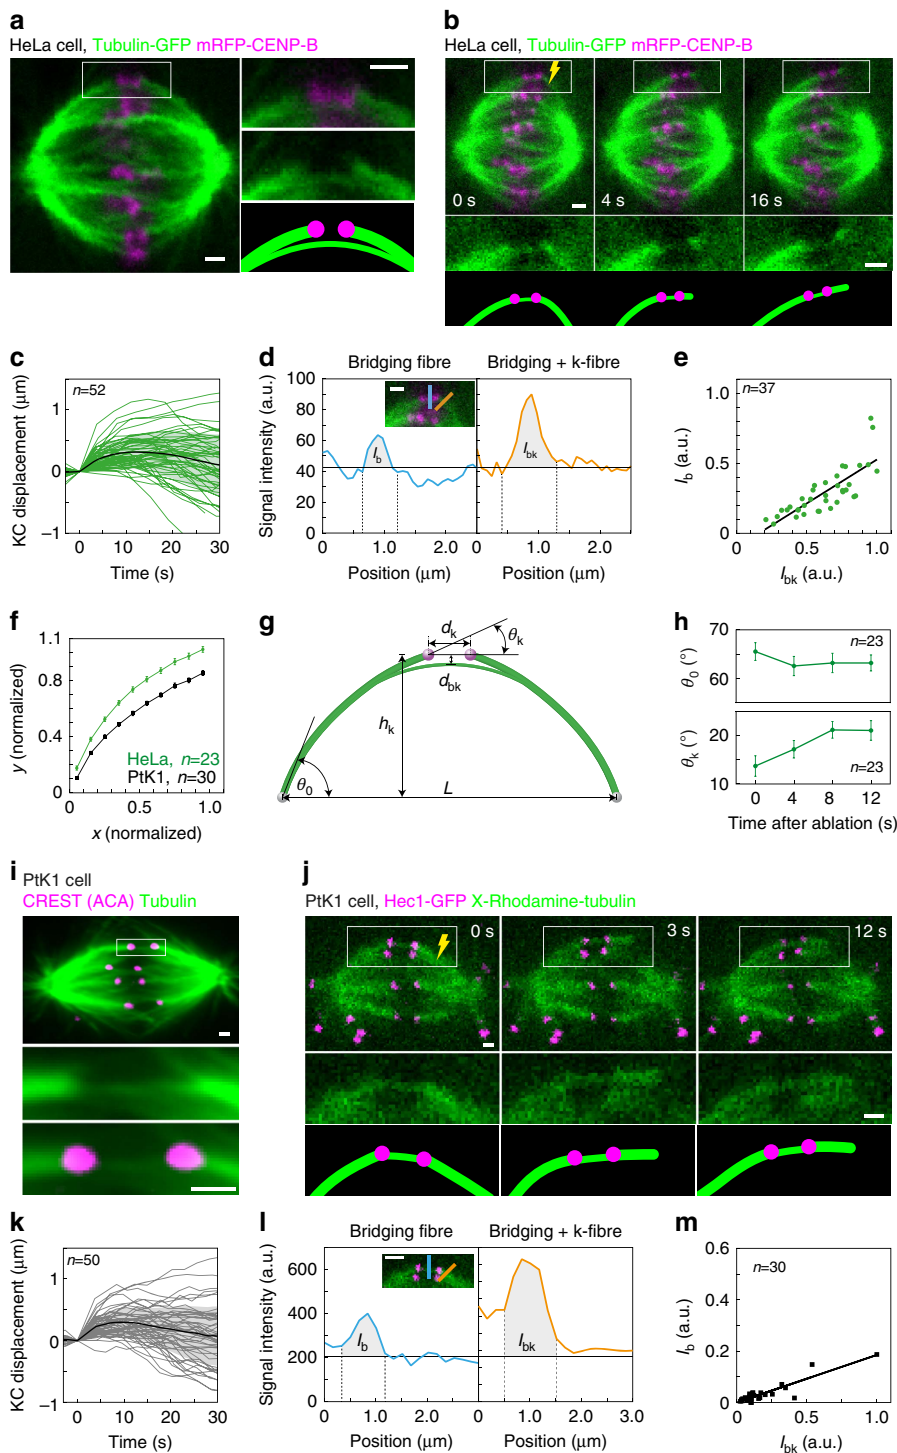 a
HeLa cell, Tubulin-GFP mRFP-CENP-B
b
HeLa cell, Tubulin-GFP mRFP-CENP-B
0 s
4 s
16 s
c
KC displacement (μm)
n=52
1
0
−1
0 10 20 30
Time (s)
d
Bridging fibre
Bridging + k-fibre
Signal intensity (a.u.)
100
80
60
40
20
0
I_b
I_bk
0 1.0 2.0
0 1.0 2.0
Position (μm)
Position (μm)
e
n=37
I_b (a.u.)
1.0
0.5
0
0 0.5 1.0
I_bk (a.u.)
f
y (normalized)
1.1
0.8
0.4
0
HeLa, n=23
PtK1, n=30
0 0.5 1.0
x (normalized)
g
d_k
θ_k
d_bk
h_k
θ_0
L
h
θ_0 (°)
70
60
n=23
θ_k (°)
20
10
n=23
0 4 8 12
Time after ablation (s)
i
PtK1 cell
CREST (ACA) Tubulin
j
PtK1 cell, Hec1-GFP X-Rhodamine-tubulin
0 s
3 s
12 s
k
KC displacement (μm)
n=50
1
0
−1
0 10 20 30
Time (s)
l
Bridging fibre
Bridging + k-fibre
Signal intensity (a.u.)
600
400
200
0
I_b
I_bk
0 1.0 2.0
0 1.0 2.0 3.0
Position (μm)
Position (μm)
m
n=30
I_b (a.u.)
0.6
0.4
0.2
0
0 0.5 1.0
I_bk (a.u.)